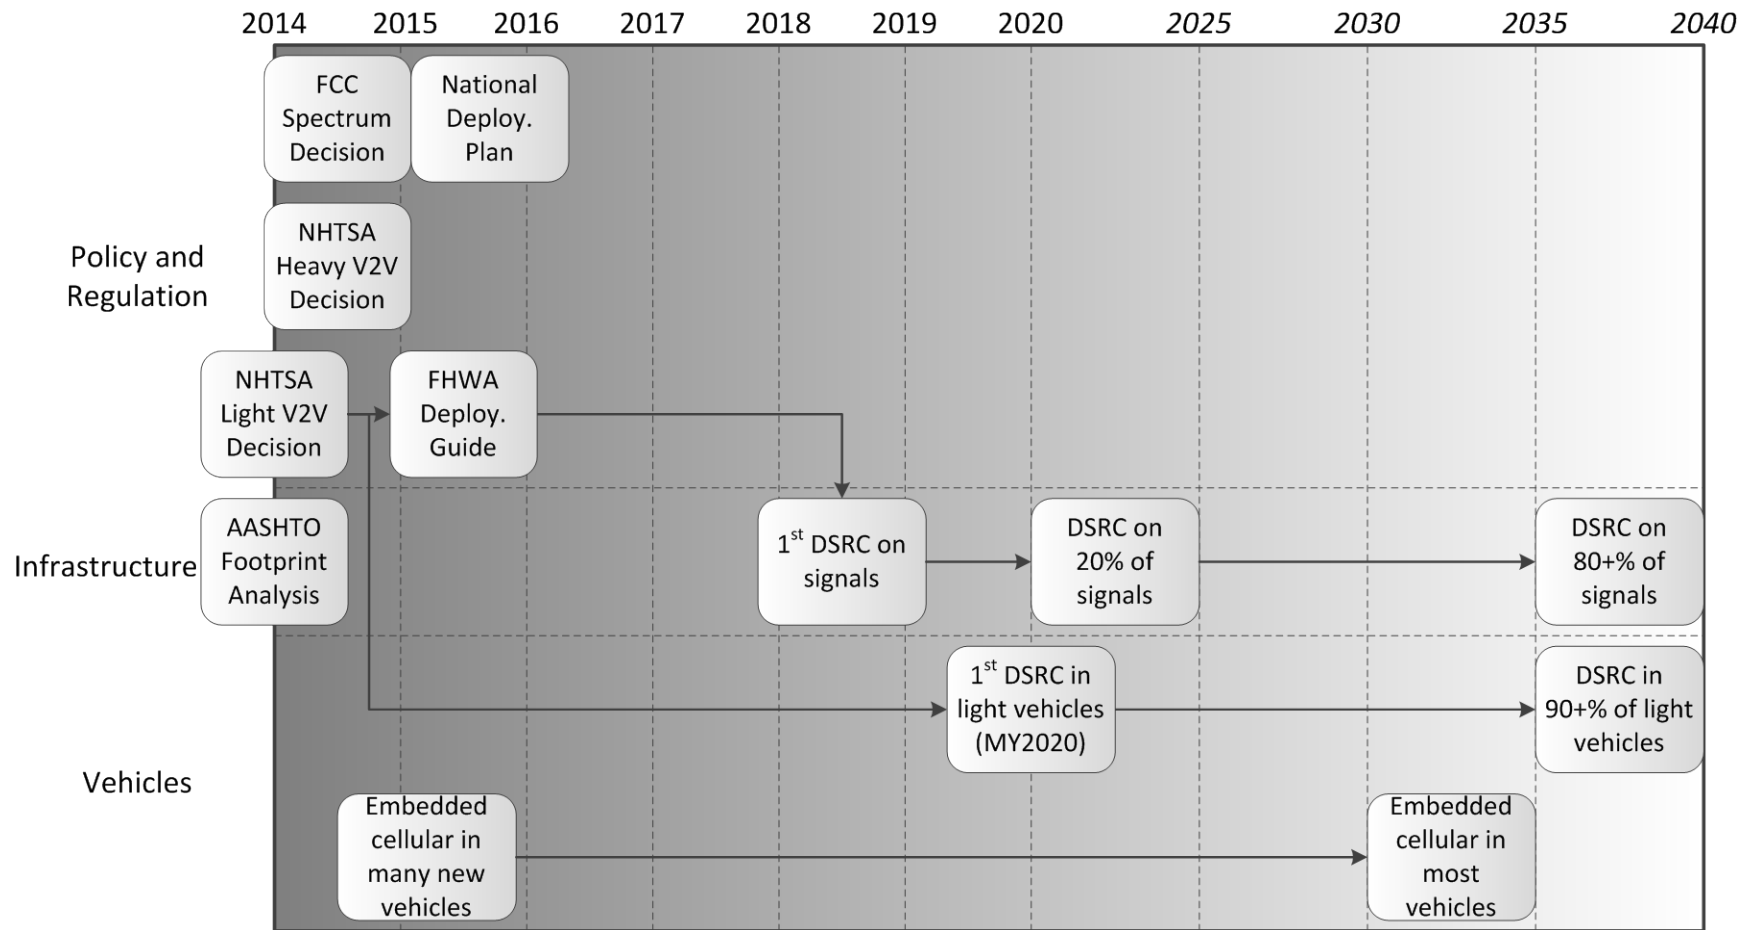 2014 2015 2016 2017 2018 2019 2020 2025 2030 2035 2040
FCC
Spectrum
Decision
National
Deploy.
Plan
Policy and
Regulation
NHTSA
Heavy V2V
Decision
NHTSA
Light V2V
Decision
FHWA
Deploy.
Guide
Infrastructure
AASHTO
Footprint
Analysis
1st DSRC on
signals
DSRC on
20% of
signals
DSRC on
80+% of
signals
Vehicles
1st DSRC in
light vehicles
(MY2020)
DSRC in
90+% of light
vehicles
Embedded
cellular in
many new
vehicles
Embedded
cellular in
most
vehicles